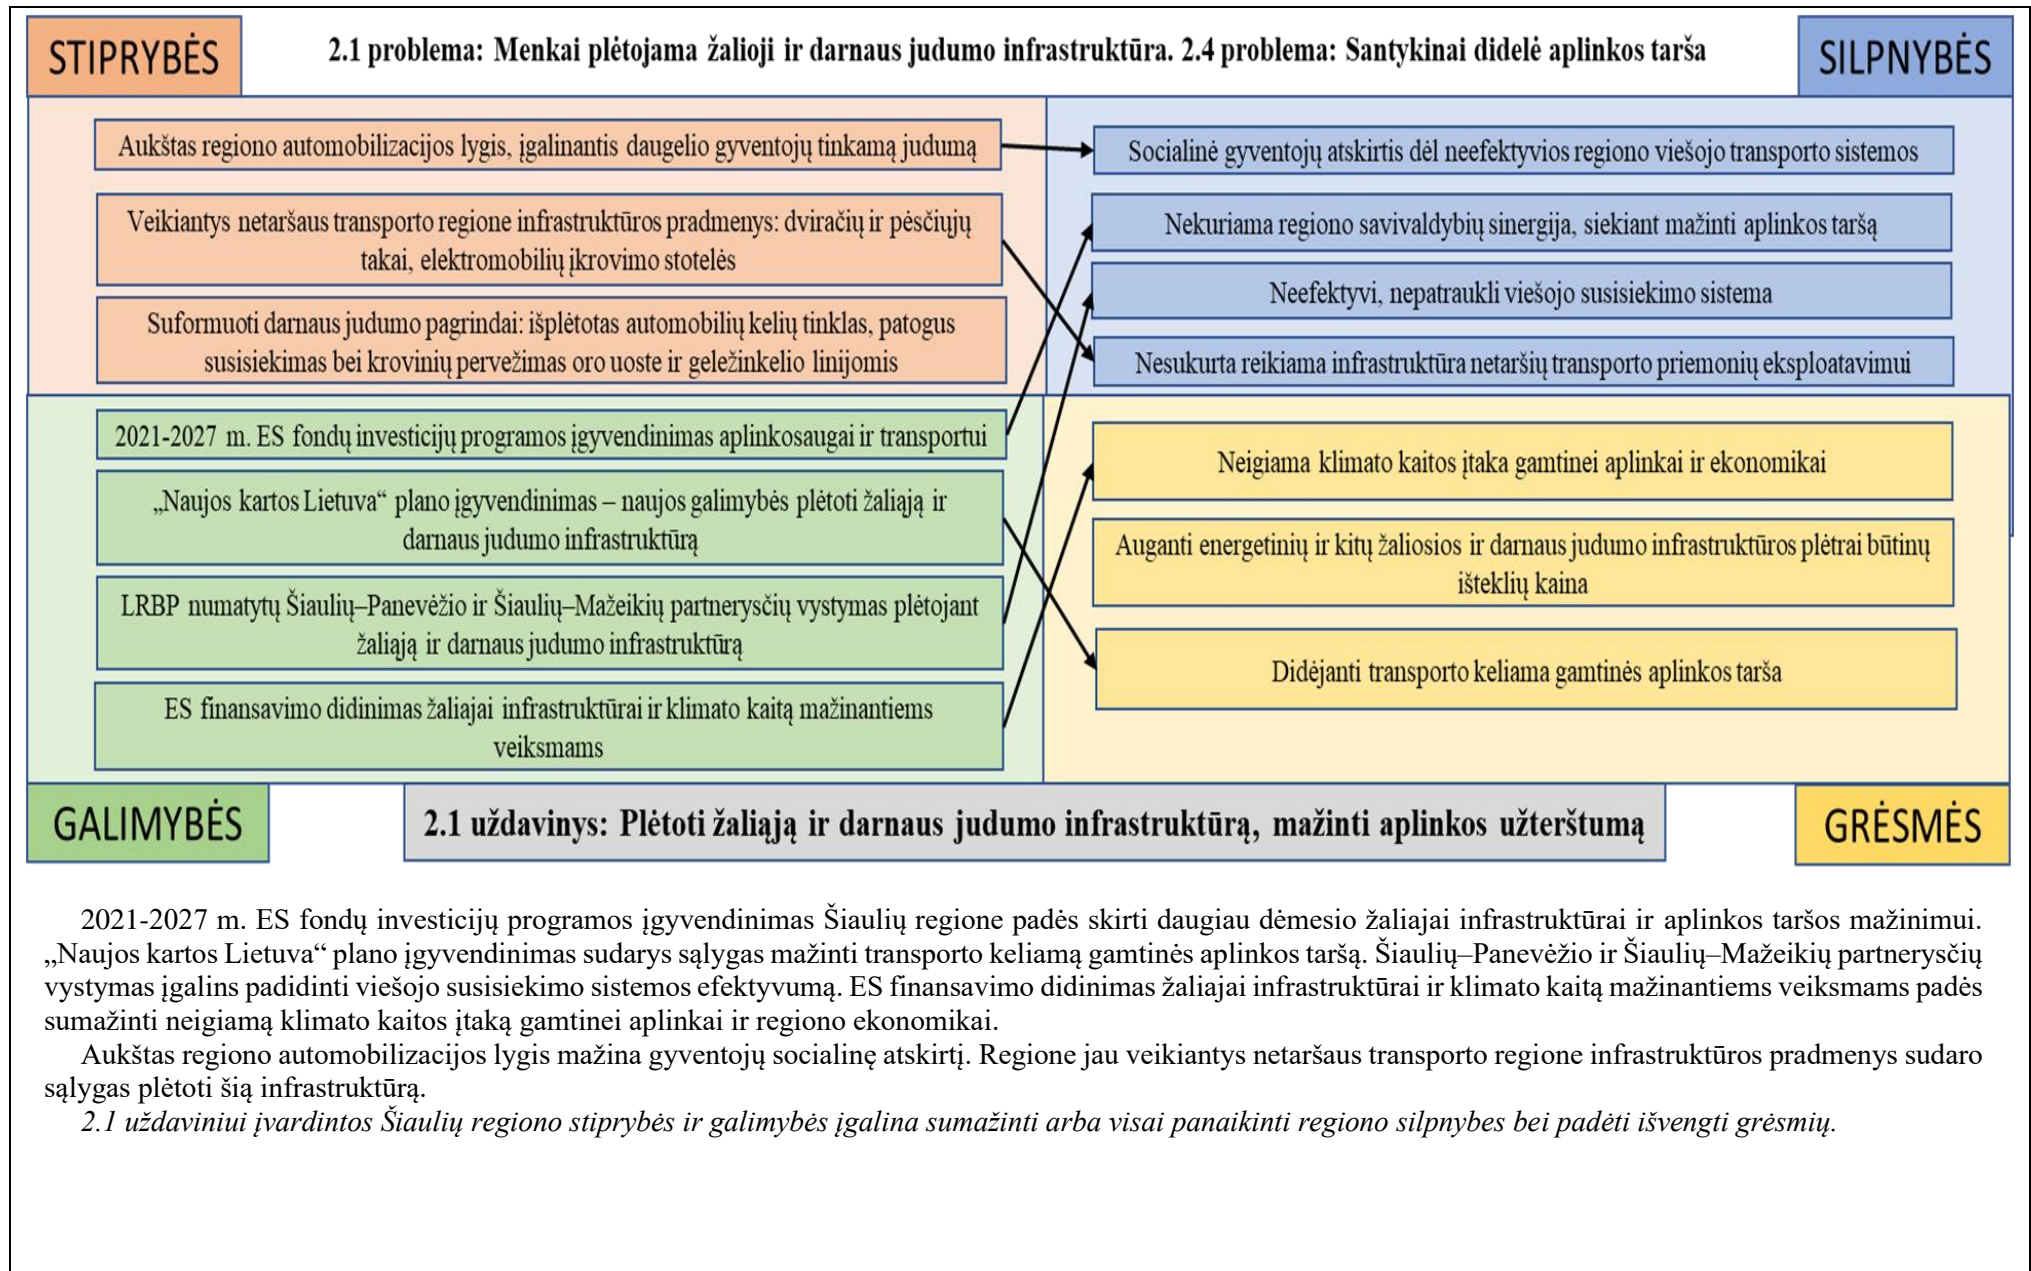 STIPRYBĖS
2.1 problema: Menkai plėtojama žalioji ir darnaus judumo infrastruktūra. 2.4 problema: Santykinai didelė aplinkos tarša
SILPNYBĖS
Aukštas regiono automobilizacijos lygis, įgalinantis daugelio gyventojų tinkamą judumą
Veikiantys netaršaus transporto regione infrastruktūros pradmenys: dviračių ir pėsčiųjų
takai, elektromobilių įkrovimo stotelės
Suformuoti darnaus judumo pagrindai: išplėtotas automobilių kelių tinklas, patogus
susisiekimas bei krovinių pervežimas oro uoste ir geležinkelio linijomis
Socialinė gyventojų atskirtis dėl neefektyvios regiono viešojo transporto sistemos
Nekuriama regiono savivaldybių sinergija, siekiant mažinti aplinkos taršą
Neefektyvi, nepatraukli viešojo susisiekimo sistema
Nesukurta reikiama infrastruktūra netaršių transporto priemonių eksploatavimui
2021-2027 m. ES fondų investicijų programos įgyvendinimas aplinkosaugai ir transportui
„Naujos kartos Lietuva“ plano įgyvendinimas – naujos galimybės plėtoti žaliąją ir
darnaus judumo infrastruktūrą
LRBP numatytų Šiaulių–Panevėžio ir Šiaulių–Mažeikių partnerysčių vystymas plėtojant
žaliąją ir darnaus judumo infrastruktūrą
ES finansavimo didinimas žaliajai infrastruktūrai ir klimato kaitą mažinantiems
veiksmams
Neigiama klimato kaitos įtaka gamtinei aplinkai ir ekonomikai
Auganti energetinių ir kitų žaliosios ir darnaus judumo infrastruktūros plėtrai būtinų
išteklių kaina
Didėjanti transporto keliama gamtinės aplinkos tarša
GALIMYBĖS
2.1 uždavinys: Plėtoti žaliąją ir darnaus judumo infrastruktūrą, mažinti aplinkos užterštumą
GRĖSMĖS
2021-2027 m. ES fondų investicijų programos įgyvendinimas Šiaulių regione padės skirti daugiau dėmesio žaliajai infrastruktūrai ir aplinkos taršos mažinimui.
„Naujos kartos Lietuva“ plano įgyvendinimas sudarys sąlygas mažinti transporto keliamą gamtinės aplinkos taršą. Šiaulių–Panevėžio ir Šiaulių–Mažeikių partnerysčių
vystymas įgalins padidinti viešojo susisiekimo sistemos efektyvumą. ES finansavimo didinimas žaliajai infrastruktūrai ir klimato kaitą mažinantiems veiksmams padės
sumažinti neigiamą klimato kaitos įtaką gamtinei aplinkai ir regiono ekonomikai.
Aukštas regiono automobilizacijos lygis mažina gyventojų socialinę atskirtį. Regione jau veikiantys netaršaus transporto regione infrastruktūros pradmenys sudaro
sąlygas plėtoti šią infrastruktūrą.
2.1 uždaviniui įvardintos Šiaulių regiono stiprybės ir galimybės įgalina sumažinti arba visai panaikinti regiono silpnybes bei padėti išvengti grėsmių.